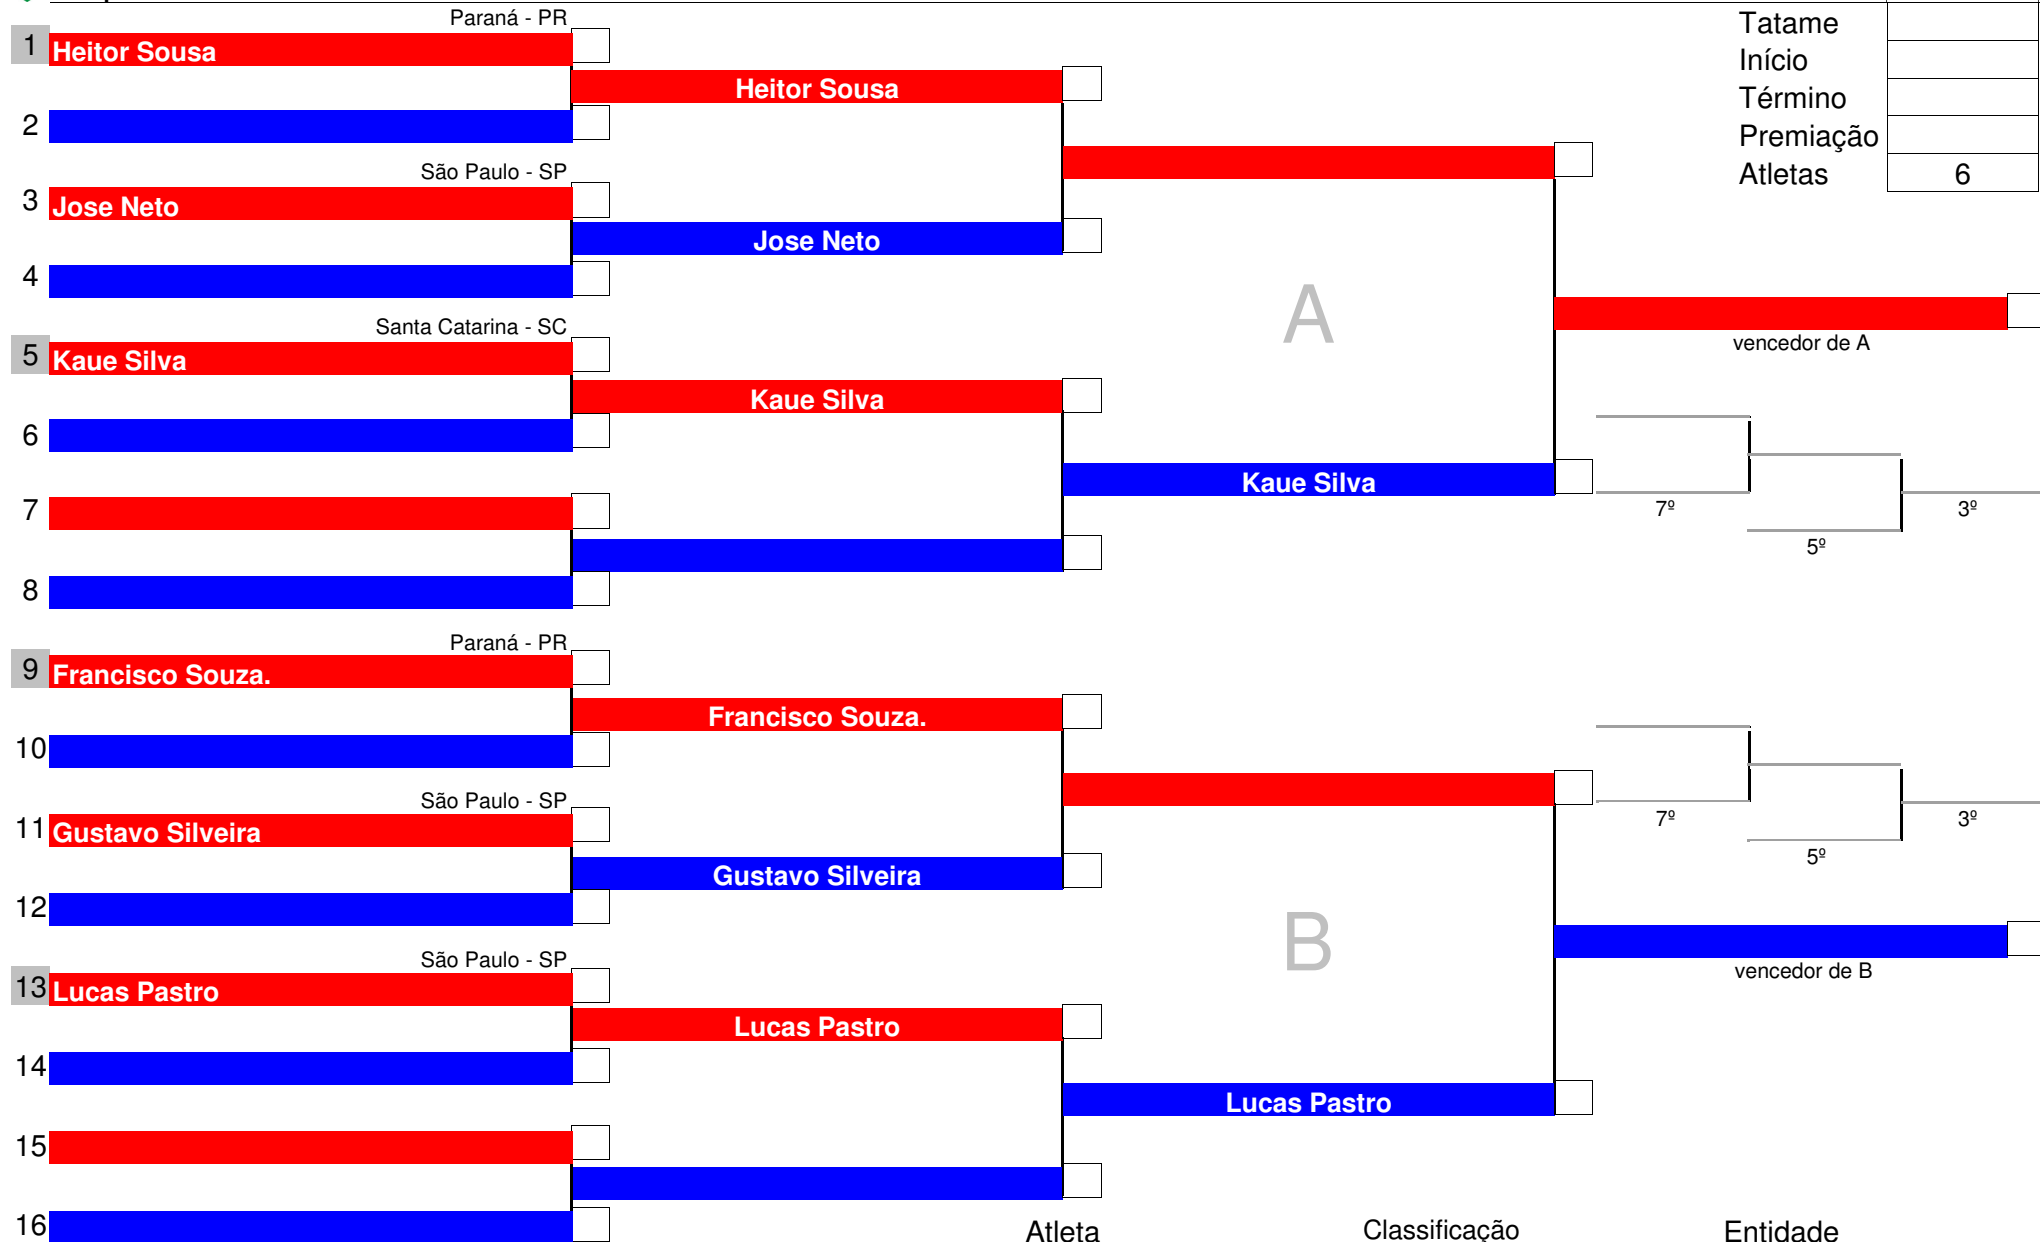 Paraná - PR
Tatame
1 Heitor Sousa
Início
Heitor Sousa
Término
2
Premiação
São Paulo - SP
Atletas 6
3 Jose Neto
Jose Neto
4
A
Santa Catarina - SC
vencedor de A
5 Kaue Silva
Kaue Silva
6
Kaue Silva
7
7º 3º
5º
8
Paraná - PR
9 Francisco Souza.
Francisco Souza.
10
São Paulo - SP
7º 3º
11 Gustavo Silveira
5º
Gustavo Silveira
12
B
São Paulo - SP
vencedor de B
13 Lucas Pastro
Lucas Pastro
14
Lucas Pastro
15
16
Atleta Classificação Entidade